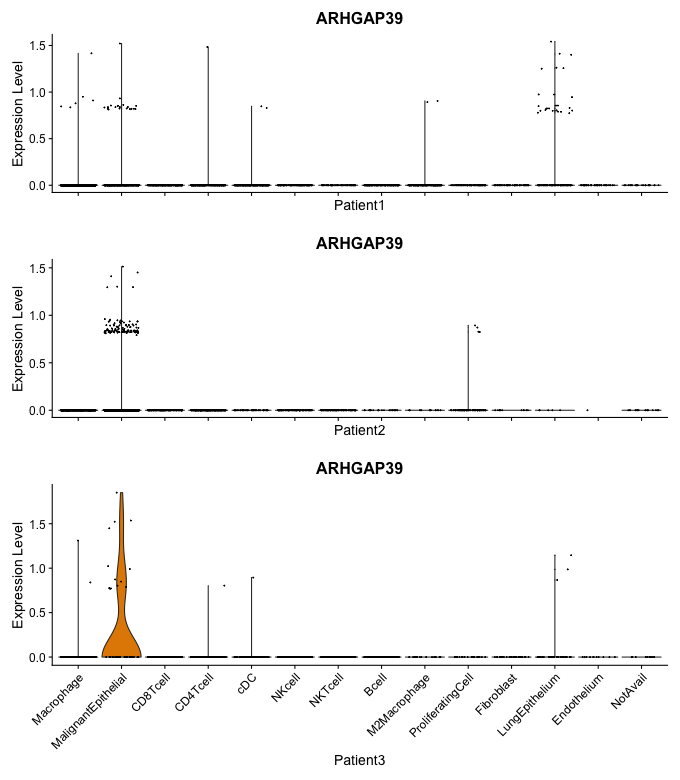 ARHGAP39
Expression Level
1.5
1.0
0.5
0.0
Patient1
ARHGAP39
Expression Level
1.5
1.0
0.5
0.0
Patient2
ARHGAP39
Expression Level
1.5
1.0
0.5
0.0
Macrophage
MalignantEpithelial
CD8Tcell
CD4Tcell
cDC
NKcell
NKTcell
Bcell
M2Macrophage
ProliferatingCell
Fibroblast
LungEpithelium
Endothelium
NotAvail
Patient3